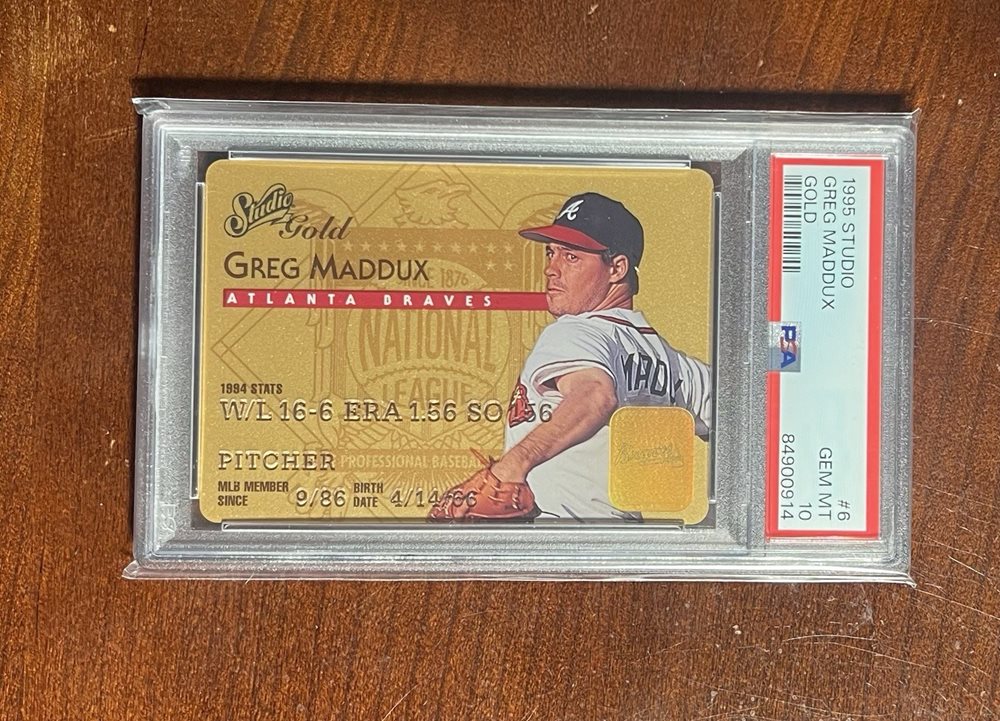 Studio
Gold
GREG MADDUX
ATLANTA BRAVES
SINCE 1876
NATIONAL
LEAGUE
1994 STATS
W/L 16-6 ERA 1.56 SO 156
PITCHER
PROFESSIONAL BASEBA
MLB MEMBER SINCE 9/86 BIRTH DATE 4/14/66
A
MADU
1995 STUDIO
GREG MADDUX
GOLD
#6
GEM MT
10
84900914
PSA